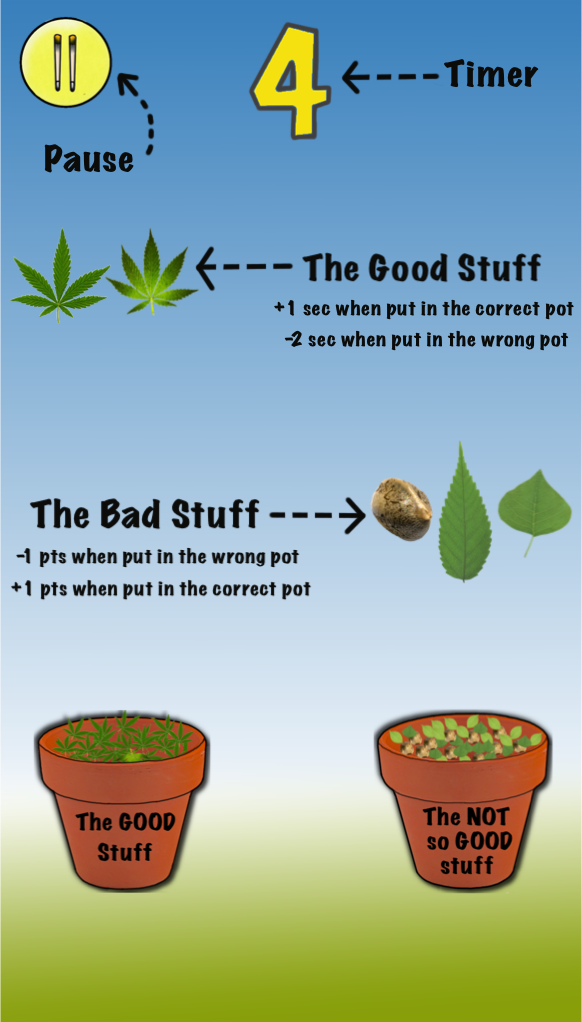 4
Timer
Pause
The Good Stuff
+1 sec when put in the correct pot
-2 sec when put in the wrong pot
The Bad Stuff
-1 pts when put in the wrong pot
+1 pts when put in the correct pot
The GOOD
Stuff
The NOT
so GOOD
stuff